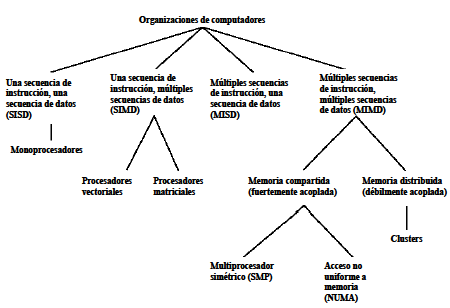 Organizaciones de computadores
Una secuencia de
instrucción, una
secuencia de datos
(SISD)
Una secuencia de
instrucción, múltiples
secuencias de datos
(SIMD)
Múltiples secuencias
de instrucción, una
secuencia de datos
(MISD)
Múltiples secuencias
de instrucción,
múltiples secuencias
de datos (MIMD)
Monoprocesadores
Procesadores
vectoriales
Procesadores
matriciales
Memoria compartida
(fuertemente acoplada)
Memoria distribuida
(débilmente acoplada)
Clusters
Multiprocesador
simétrico (SMP)
Acceso no
uniforme a
memoria
(NUMA)